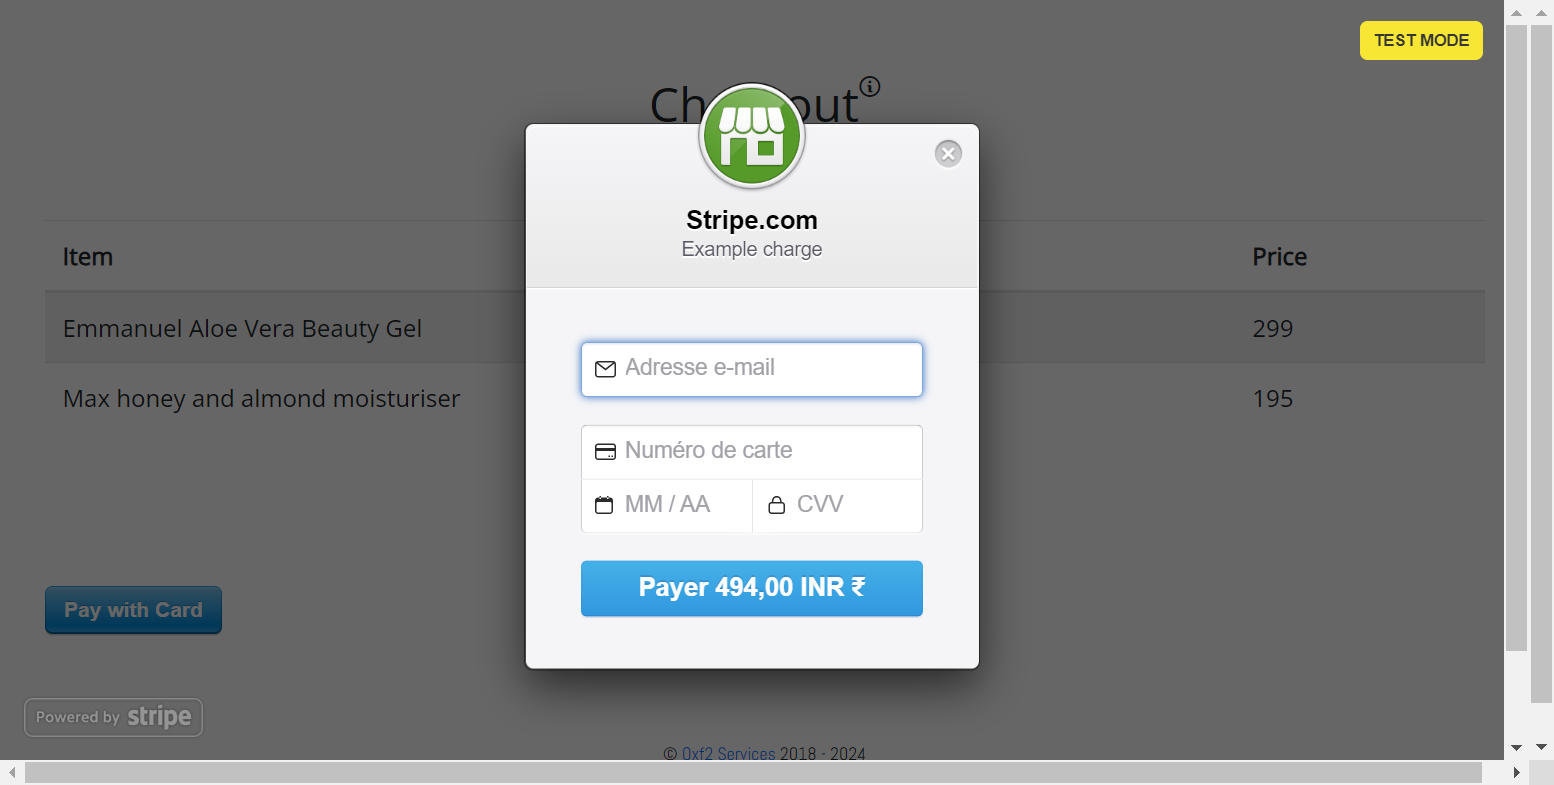 TEST MODE
Ch out
Stripe.com
Example charge
Item
Price
Emmanuel Aloe Vera Beauty Gel
299
Max honey and almond moisturiser
195
Adresse e-mail
Numéro de carte
MM / AA
CVV
Payer 494,00 INR ₹
Pay with Card
Powered by stripe
© Qxf2 Services 2018 - 2024